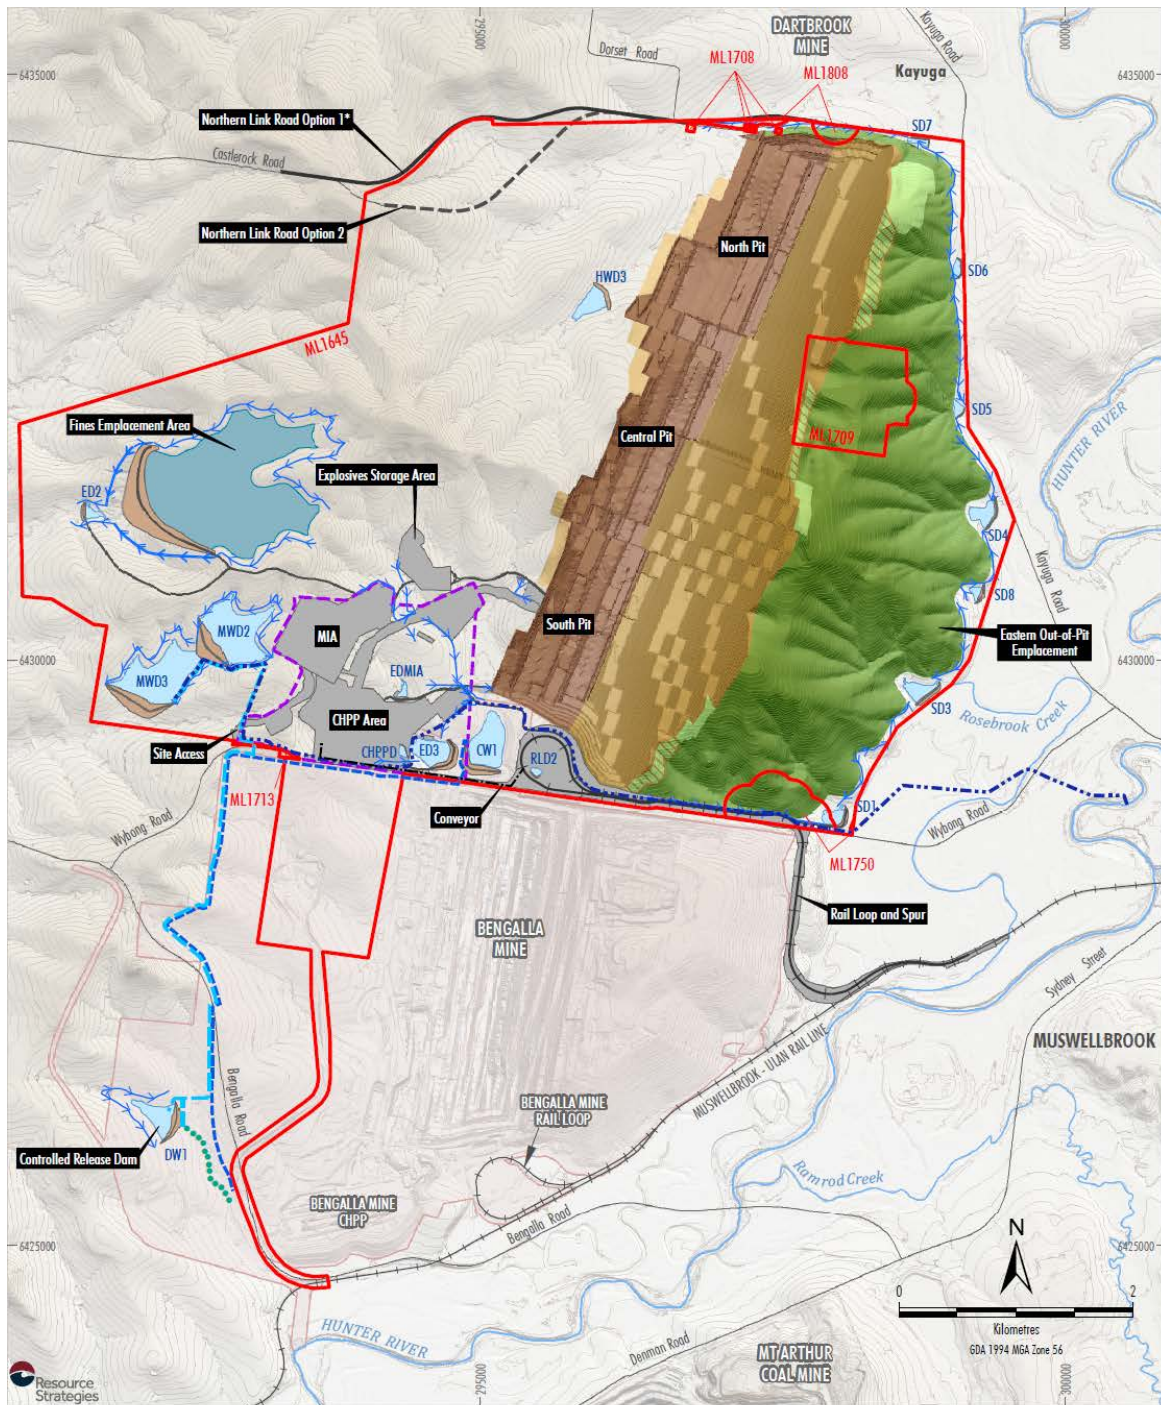 295000
300000
DARTBROOK
MINE
Kayuga Road
Dorset Road
ML1708
ML1808
Kayuga
6435000
6435000
Northern Link Road Option 1*
SD7
Castlerock Road
Northern Link Road Option 2
North Pit
HWD3
SD6
ML1645
HUNTER RIVER
SD5
Fines Emplacement Area
Central Pit
ML1709
Explosives Storage Area
ED2
SD4
Kayuga Road
SD8
MWD2
MIA
South Pit
Eastern Out-of-Pit
Emplacement
6430000
6430000
MWD3
EDMIA
SD3
Rosebrook Creek
CHPP Area
Site Access
CHPPD
ED3
CW1
RLD2
ML1713
Conveyor
SD1
Wybong Road
Wybong Road
ML1750
Rail Loop and Spur
BENGALLA
MINE
Sydney Street
MUSWELLBROOK
MUSWELLBROOK - ULAN RAIL LINE
Bengalla Road
BENGALLA MINE
RAIL LOOP
Controlled Release Dam
DW1
Ramrod Creek
BENGALLA MINE
CHPP
Bengalla Road
6425000
6425000
N
0
2
Kilometres
GDA 1994 MGA Zone 56
HUNTER RIVER
Denman Road
MT ARTHUR
COAL MINE
Resource
Strategies
295000
300000